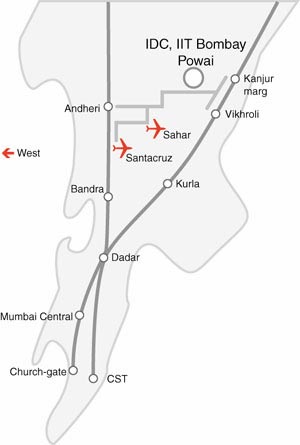 IDC, IIT Bombay
Powai
Kanjur
marg
Andheri
Vikhroli
Sahar
West
Santacruz
Bandra
Kurla
Dadar
Mumbai Central
Church-gate
CST